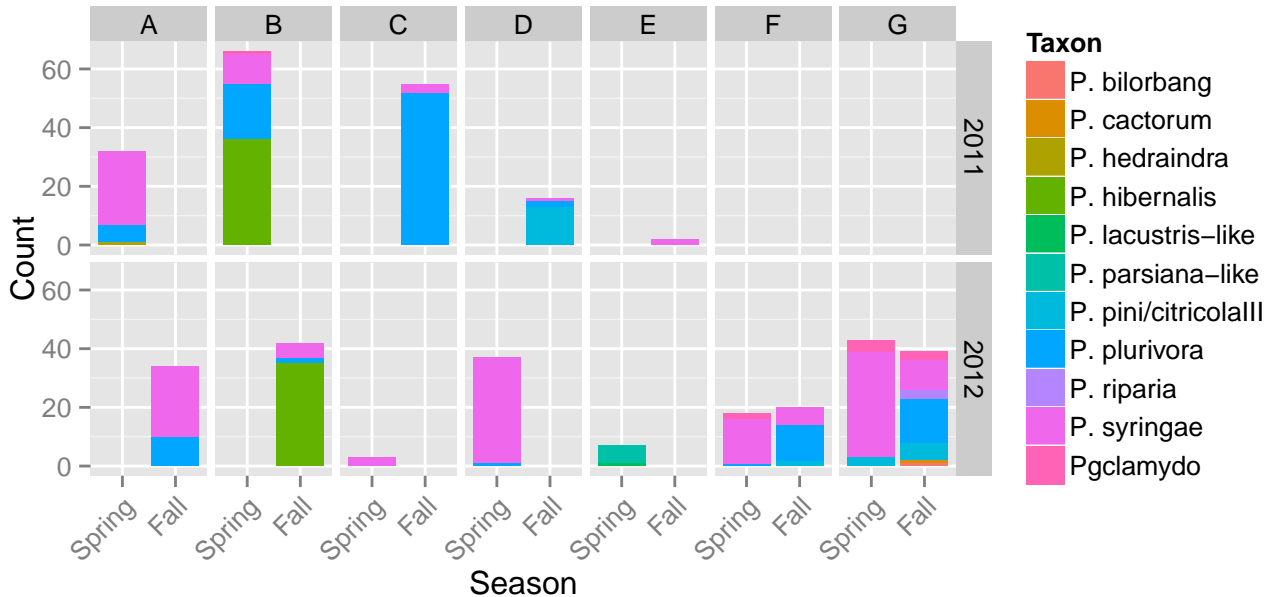 A B C D E F G
60
40
20
0
2011
60
40
20
0
2012
Count
Spring Fall Spring Fall Spring Fall Spring Fall Spring Fall Spring Fall Spring Fall
Season
Taxon
P. bilorbang
P. cactorum
P. hedraindra
P. hibernalis
P. lacustris−like
P. parsiana−like
P. pini/citricolaIII
P. plurivora
P. riparia
P. syringae
Pgclamydo